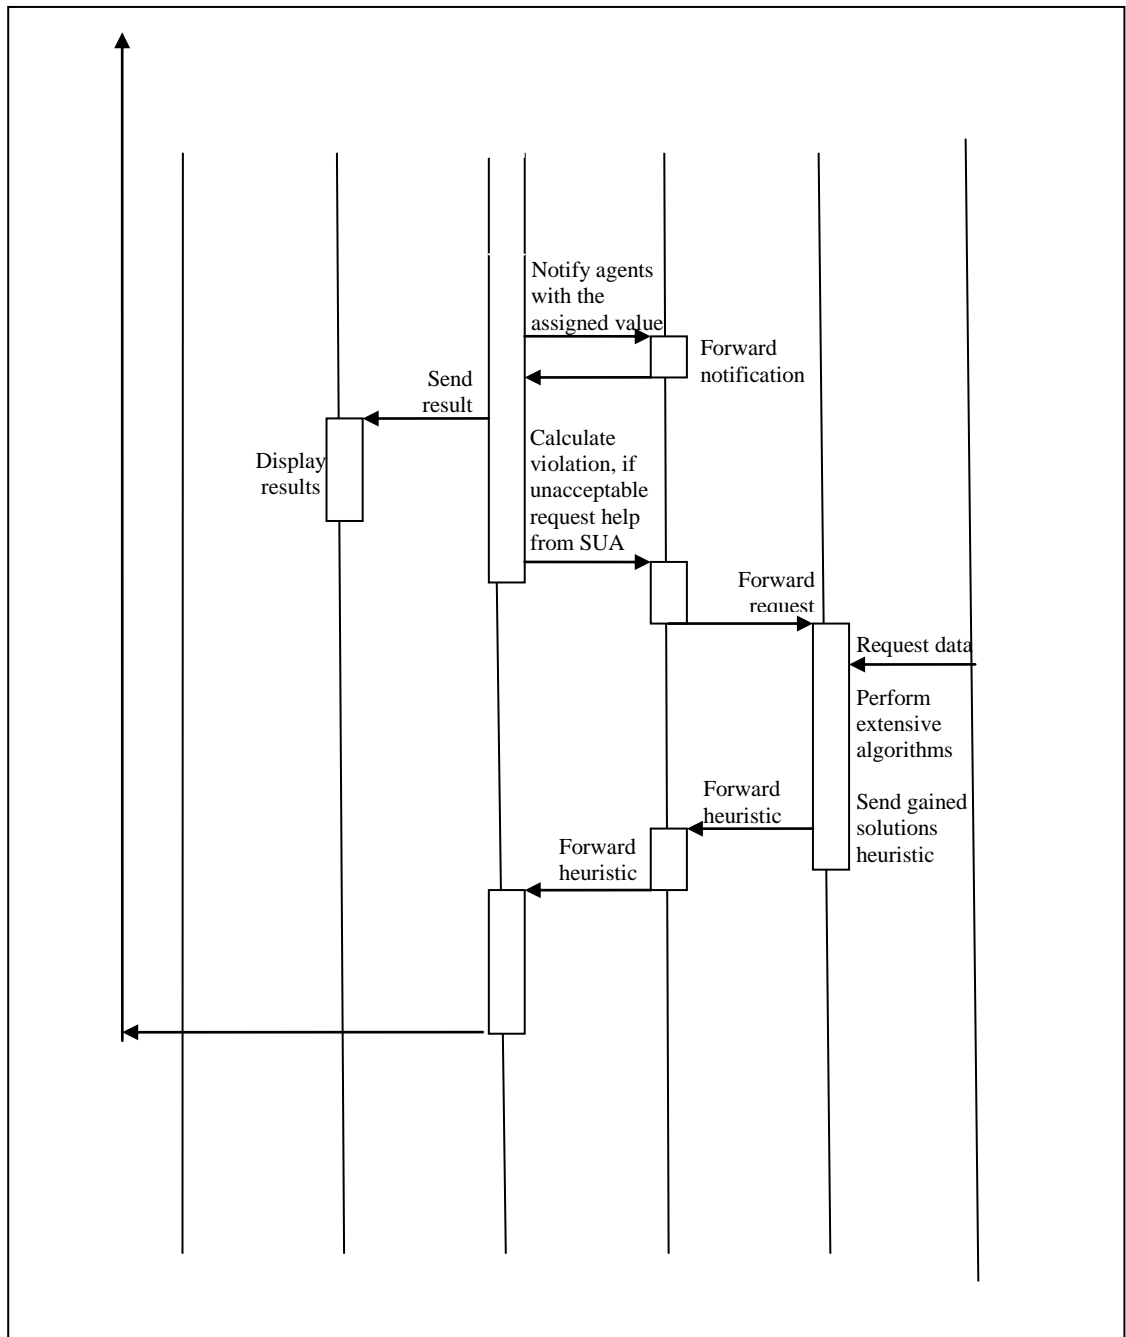 Notify agents
with the
assigned value
Forward
notification
Send
result
Calculate
violation, if
unacceptable
request help
from SUA
Display
results
Forward
request
Request data
Perform
extensive
algorithms
Forward
heuristic
Send gained
solutions
heuristic
Forward
heuristic